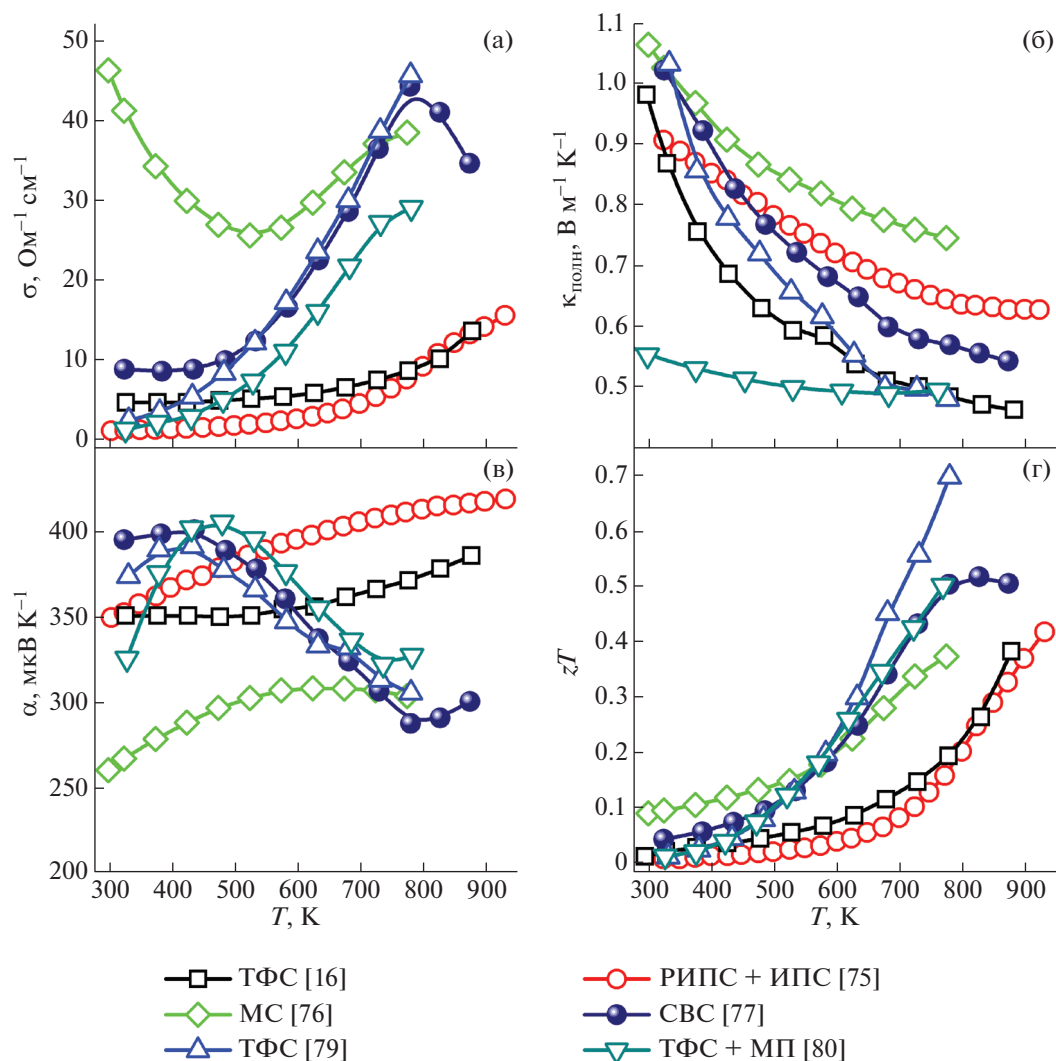 (а)
50
40
30
20
10
0
σ, Ом⁻¹ см⁻¹
(б)
1.1
1.0
0.9
0.8
0.7
0.6
0.5
κполн, В м⁻¹ K⁻¹
(в)
400
350
300
250
200
α, мкВ K⁻¹
300 400 500 600 700 800 900
T, K
(г)
0.7
0.6
0.5
0.4
0.3
0.2
0.1
0
zT
300 400 500 600 700 800 900
T, K
ТФС [16]
РИПС + ИПС [75]
МС [76]
СВС [77]
ТФС [79]
ТФС + МП [80]